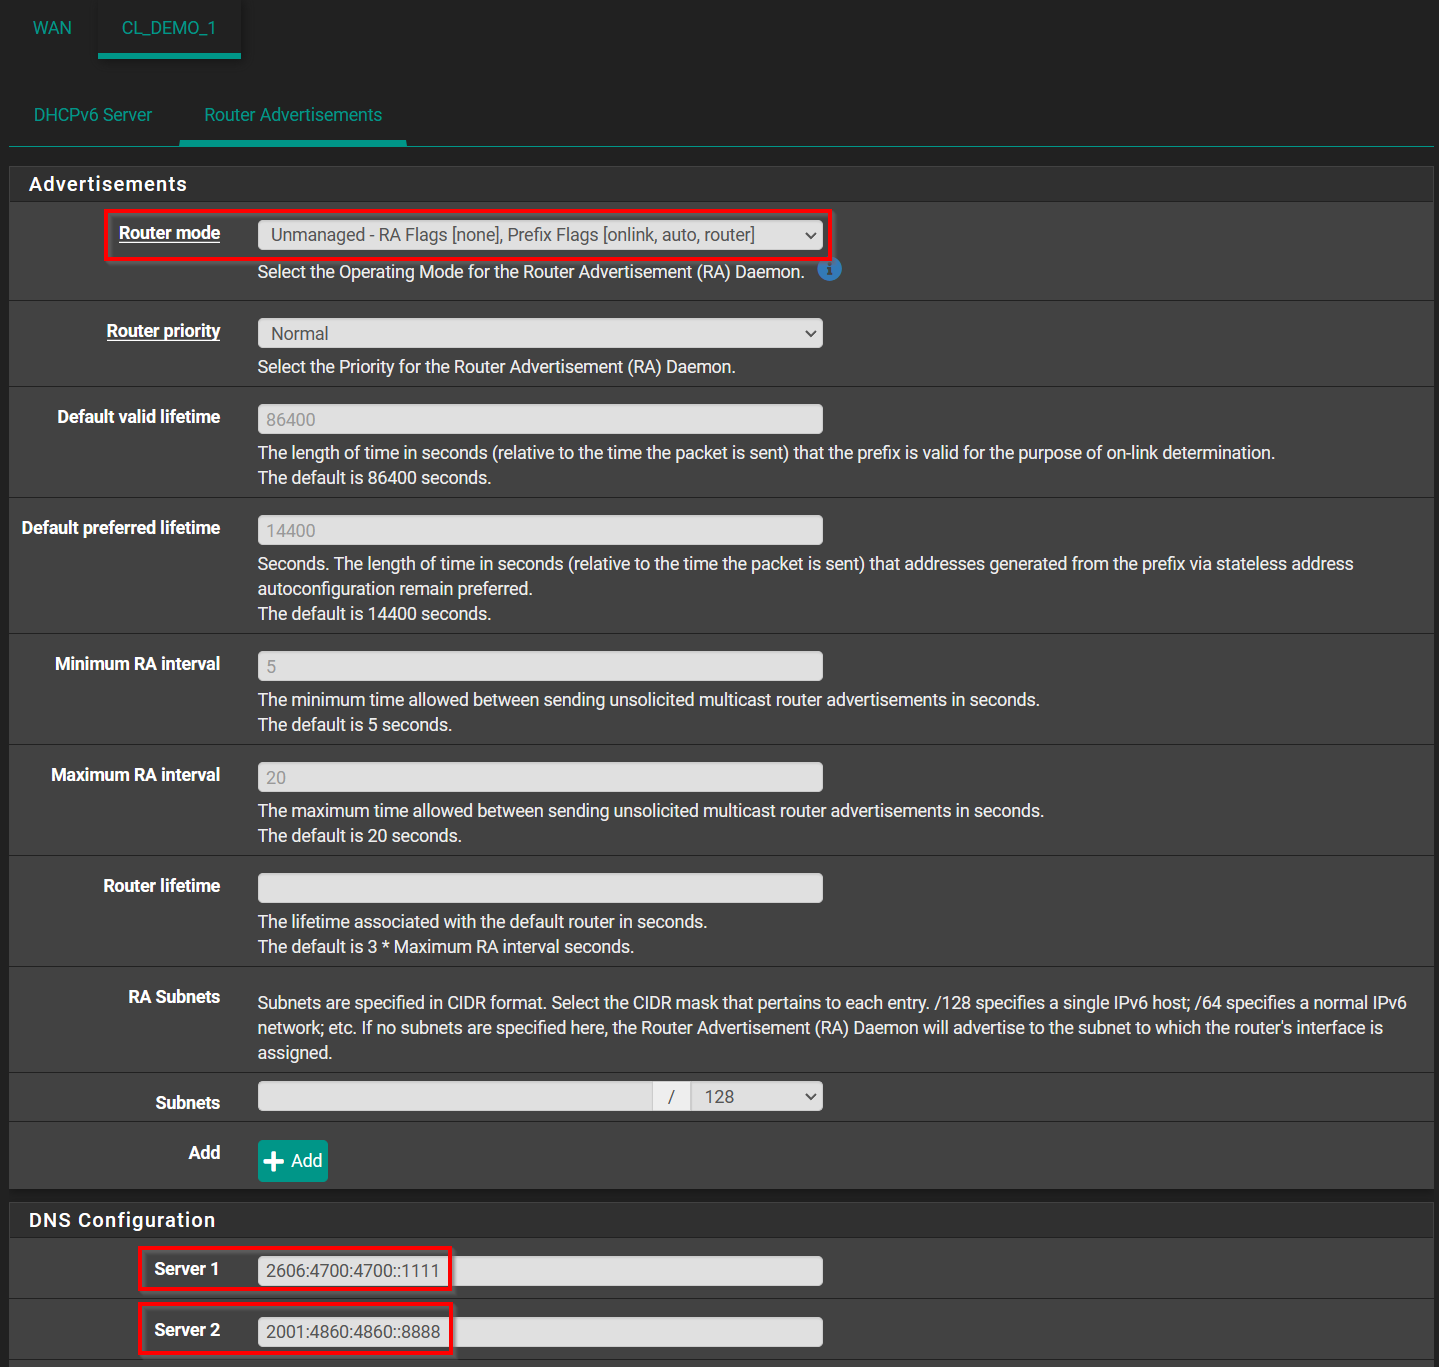 WAN
CL_DEMO_1
DHCPv6 Server
Router Advertisements
Advertisements
Router mode
Unmanaged - RA Flags [none], Prefix Flags [onlink, auto, router]
Select the Operating Mode for the Router Advertisement (RA) Daemon.
i
Router priority
Normal
Select the Priority for the Router Advertisement (RA) Daemon.
Default valid lifetime
86400
The length of time in seconds (relative to the time the packet is sent) that the prefix is valid for the purpose of on-link determination.
The default is 86400 seconds.
Default preferred lifetime
14400
Seconds. The length of time in seconds (relative to the time the packet is sent) that addresses generated from the prefix via stateless address
autoconfiguration remain preferred.
The default is 14400 seconds.
Minimum RA interval
5
The minimum time allowed between sending unsolicited multicast router advertisements in seconds.
The default is 5 seconds.
Maximum RA interval
20
The maximum time allowed between sending unsolicited multicast router advertisements in seconds.
The default is 20 seconds.
Router lifetime
The lifetime associated with the default router in seconds.
The default is 3 * Maximum RA interval seconds.
RA Subnets
Subnets are specified in CIDR format. Select the CIDR mask that pertains to each entry. /128 specifies a single IPv6 host; /64 specifies a normal IPv6
network; etc. If no subnets are specified here, the Router Advertisement (RA) Daemon will advertise to the subnet to which the router's interface is
assigned.
Subnets
/
128
Add
Add
DNS Configuration
Server 1
2606:4700:4700::1111
Server 2
2001:4860:4860::8888